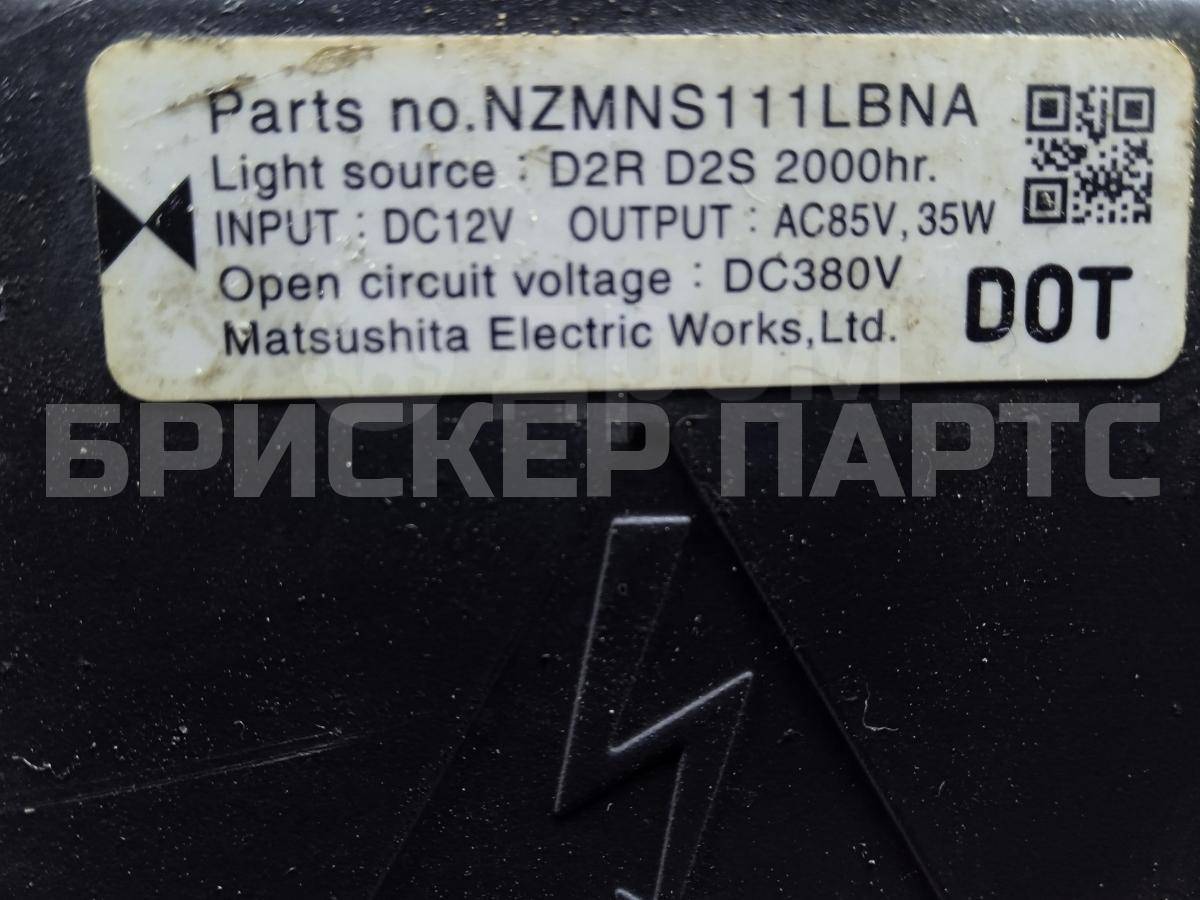 Parts no.NZMNS111LBNA
Light source : D2R D2S 2000hr.
INPUT : DC12V OUTPUT : AC85V,35W
Open circuit voltage : DC380V
DOT
Matsushita Electric Works,Ltd.
ДРОМ
БРИСКЕР ПАРТС